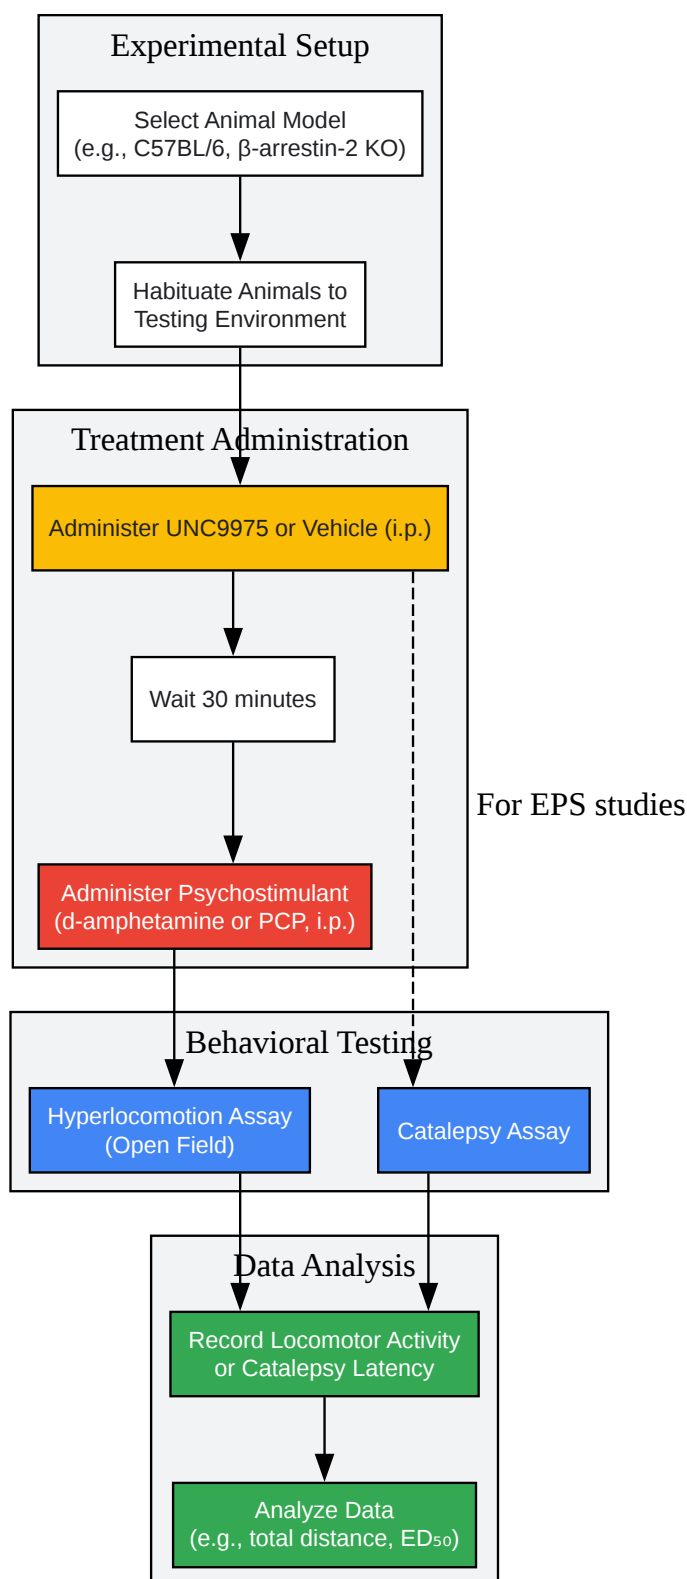 Experimental Setup
Select Animal Model
(e.g., C57BL/6, β-arrestin-2 KO)
Habituate Animals to
Testing Environment
Treatment Administration
Administer UNC9975 or Vehicle (i.p.)
Wait 30 minutes
For EPS studies
Administer Psychostimulant
(d-amphetamine or PCP, i.p.)
Behavioral Testing
Hyperlocomotion Assay
(Open Field)
Catalepsy Assay
Data Analysis
Record Locomotor Activity
or Catalepsy Latency
Analyze Data
(e.g., total distance, ED₅₀)